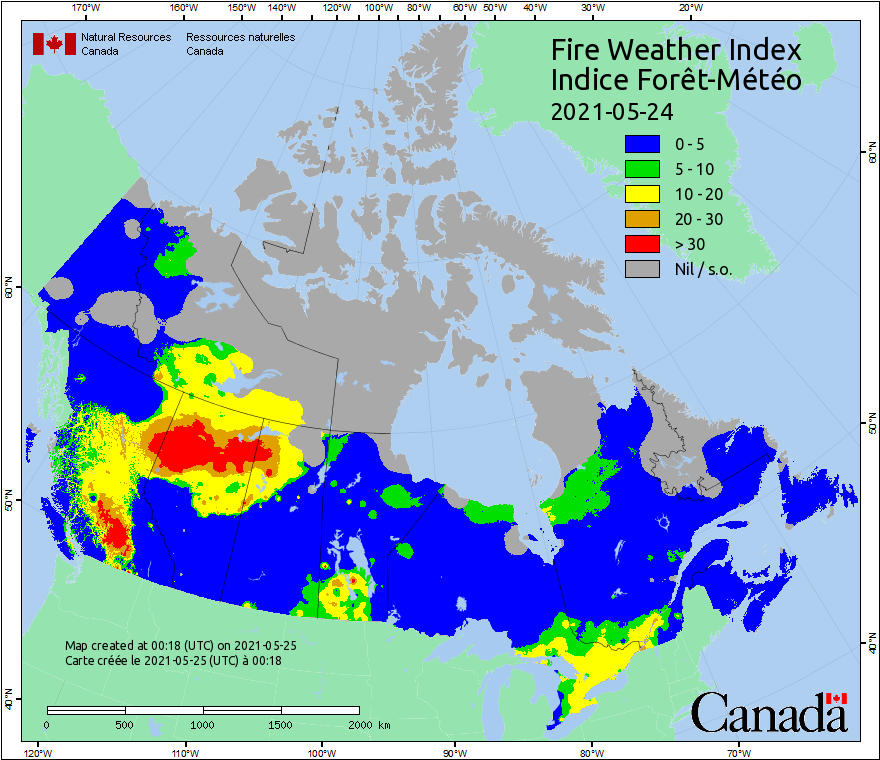 170°W 160°W 150°W 140°W 130°W 120°W 110°W 100°W 90°W 80°W 70°W 60°W 50°W 40°W 30°W 20°W
Natural Resources Canada
Ressources naturelles Canada
Fire Weather Index
Indice Forêt-Météo
2021-05-24
0 - 5
5 - 10
10 - 20
20 - 30
> 30
Nil / s.o.
60°N
60°N
50°N
50°N
40°N
40°N
Map created at 00:18 (UTC) on 2021-05-25
Carte créée le 2021-05-25 (UTC) à 00:18
0 500 1000 1500 2000 km
Canada
120°W 110°W 100°W 90°W 80°W 70°W